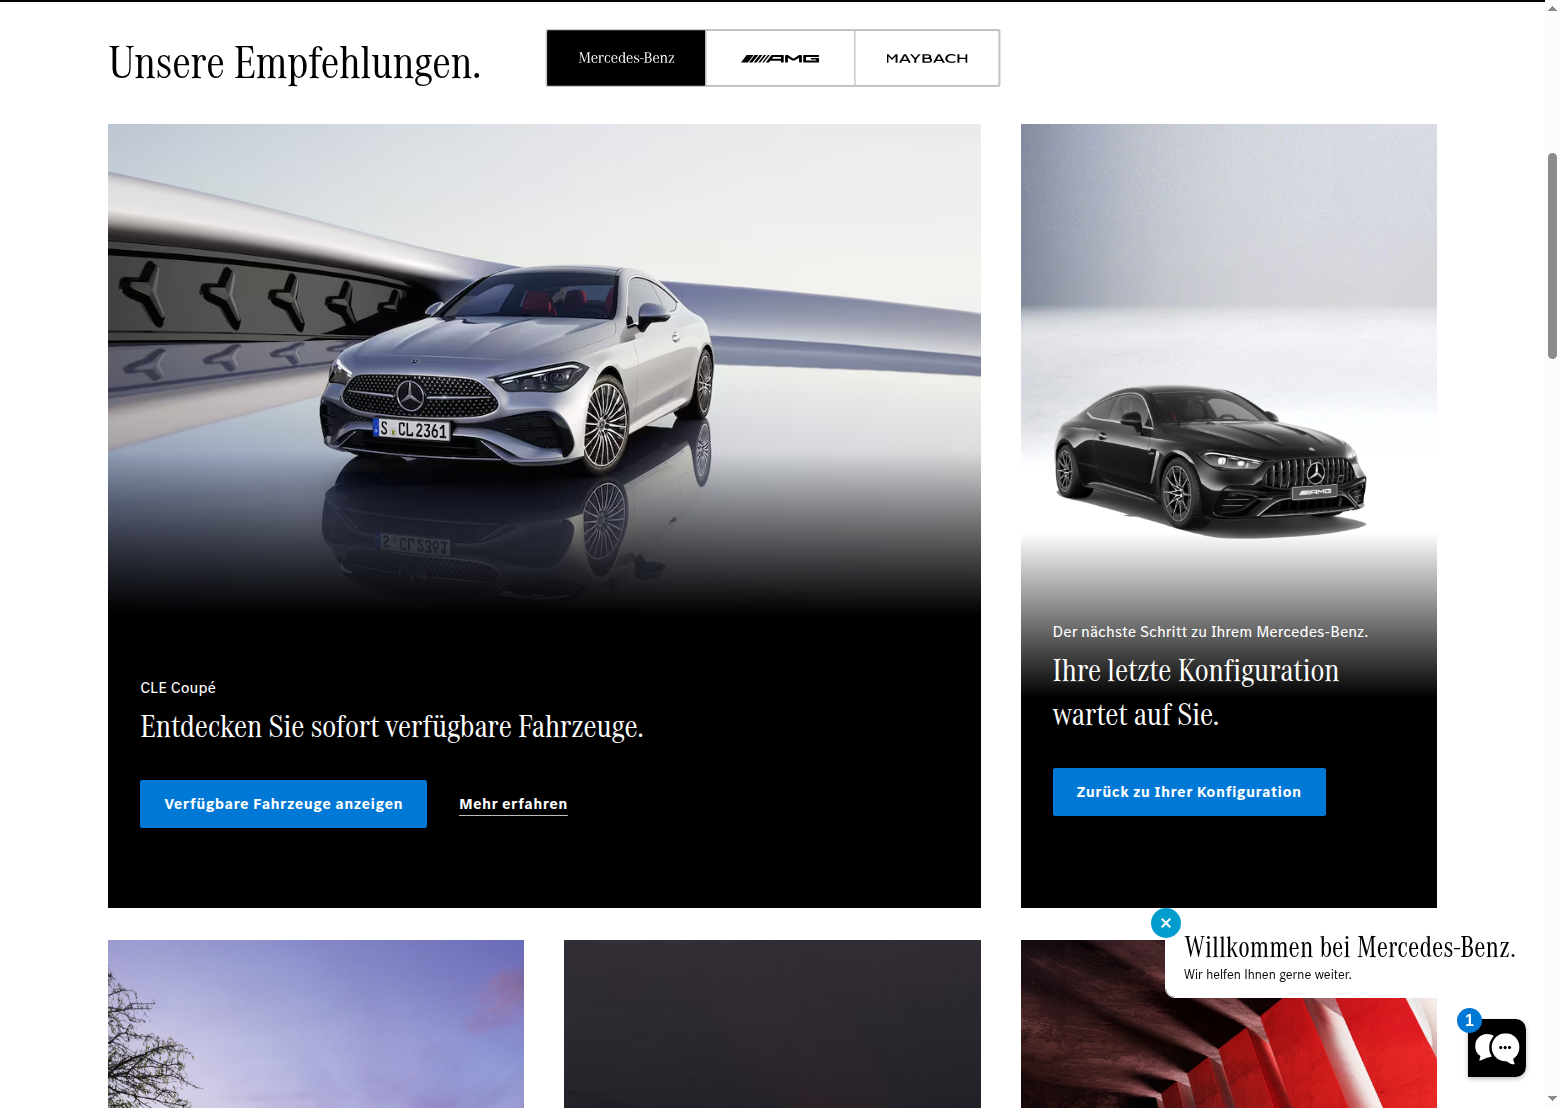 Unsere Empfehlungen.
Mercedes-Benz
AMG
MAYBACH
S CL 2361
AMG
CLE Coupé
Entdecken Sie sofort verfügbare Fahrzeuge.
Verfügbare Fahrzeuge anzeigen
Mehr erfahren
Der nächste Schritt zu Ihrem Mercedes-Benz.
Ihre letzte Konfiguration
wartet auf Sie.
Zurück zu Ihrer Konfiguration
Willkommen bei Mercedes-Benz.
Wir helfen Ihnen gerne weiter.
1